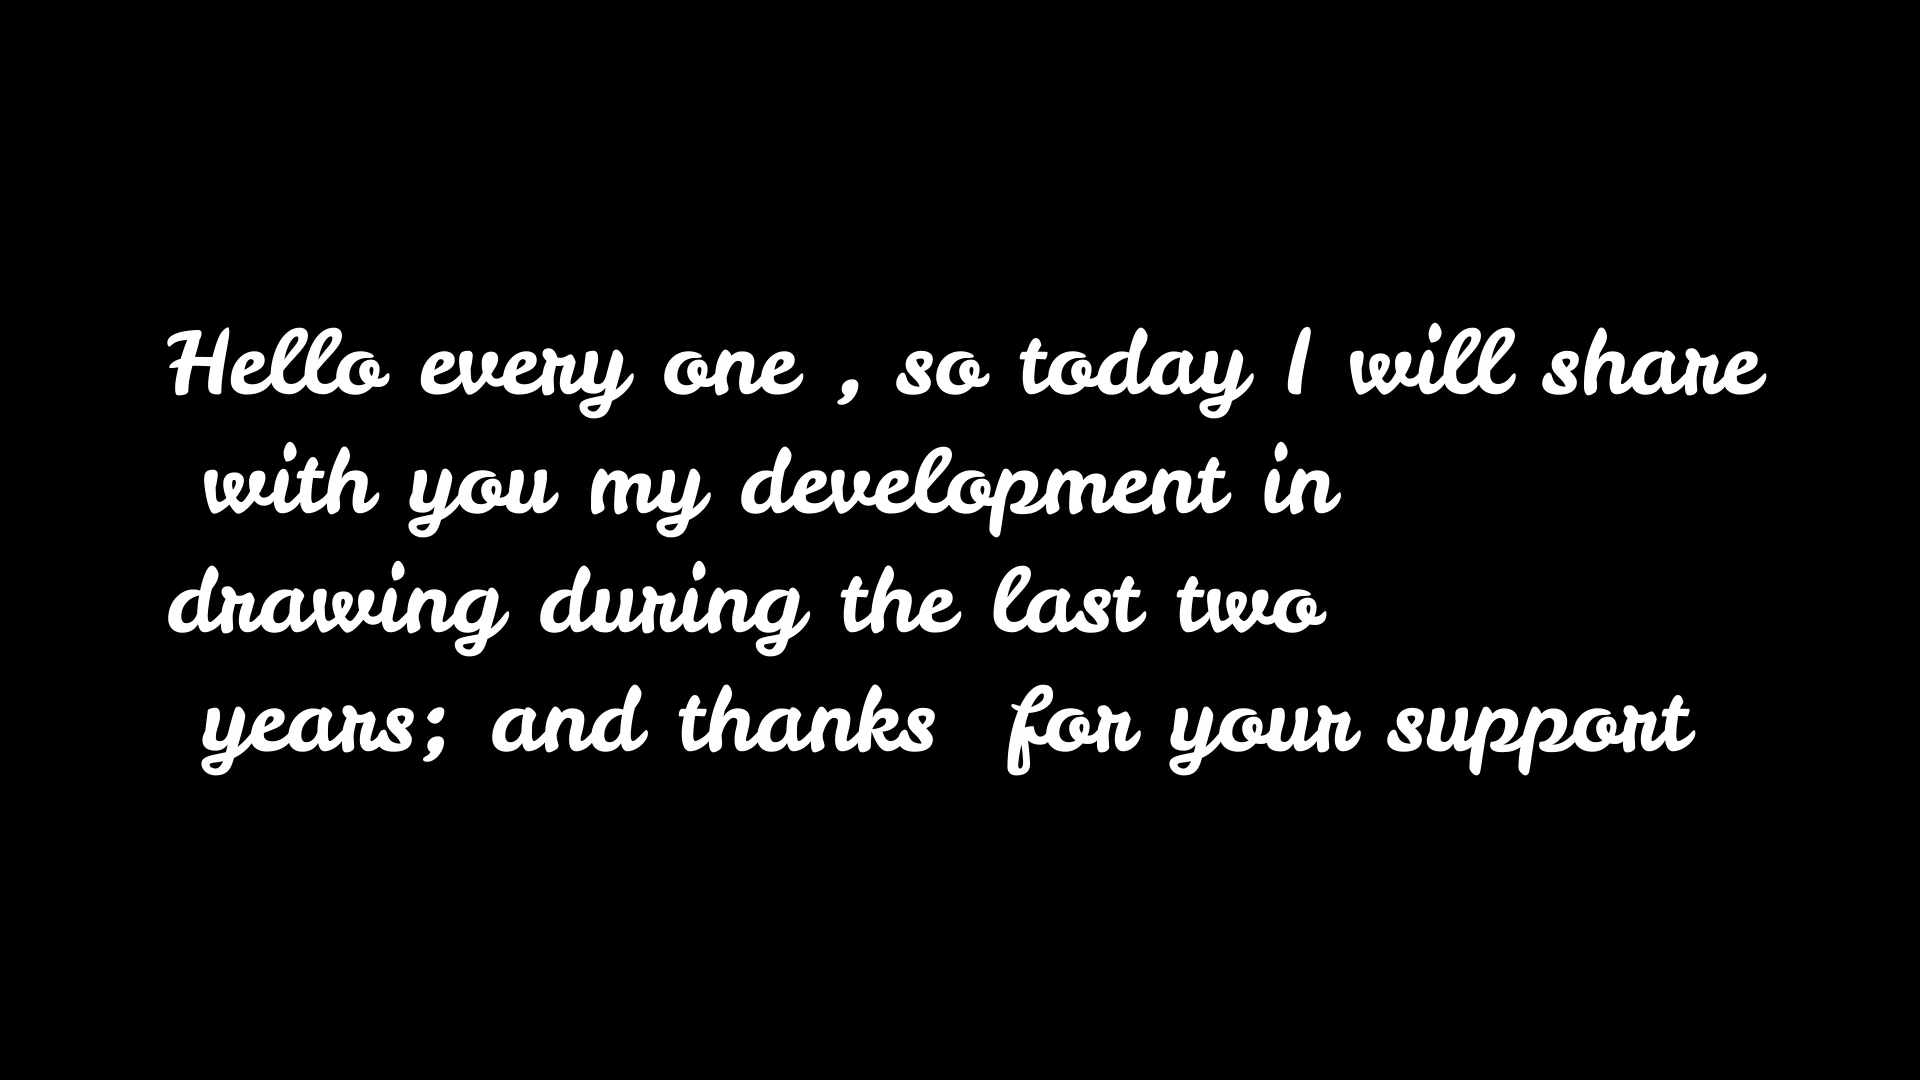 Hello every one , so today I will share
with you my development in
drawing during the last two
years; and thanks  for your support